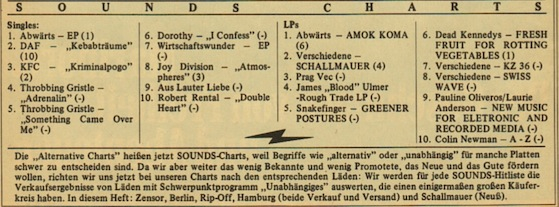 SOUNDS CHARTS
Singles:
1. Abwärts – EP (1)
2. DAF – „Kebabträume"
(10)
3. KFC – „Kriminalpogo"
(2)
4. Throbbing Gristle –
„Adrenalin" (-)
5. Throbbing Gristle –
„Something Came Over
Me" (-)
6. Dorothy – „I Confess" (-)
7. Wirtschaftswunder – EP
(-)
8. Joy Division – „Atmos-
pheres" (3)
9. Aus Lauter Liebe (-)
10. Robert Rental – „Double
Heart" (-)
LPs
1. Abwärts – AMOK KOMA
(6)
2. Verschiedene –
SCHALLMAUER (4)
3. Prag Vec (-)
4. James „Blood" Ulmer
-Rough Trade LP (-)
5. Snakefinger – GREENER
POSTURES (-)
6. Dead Kennedys – FRESH
FRUIT FOR ROTTING
VEGETABLES (1)
7. Verschiedene – KZ 36 (-)
8. Verschiedene – SWISS
WAVE (-)
9. Pauline Oliveros/Laurie
Anderson – NEW MUSIC
FOR ELETRONIC AND
RECORDED MEDIA (-)
10. Colin Newman – A - Z (-)
Die „Alternative Charts" heißen jetzt SOUNDS-Charts, weil Begriffe wie „alternativ" oder „unabhängig" für manche Platten
schwer zu entscheiden sind. Da wir aber weiter das wenig Bekannte und wenig Promotete, das Neue und das Gute fördern
wollen, richten wir uns jetzt bei unseren Charts nach den entsprechenden Läden: Wir werden für jede SOUNDS-Hitliste die
Verkaufsergebnisse von Läden mit Schwerpunktprogramm „Unabhängiges" auswerten, die einen einigermaßen großen Käufer-
kreis haben. In diesem Heft: Zensor, Berlin, Rip-Off, Hamburg (beide Verkauf und Versand) und Schallmauer (Neuß).